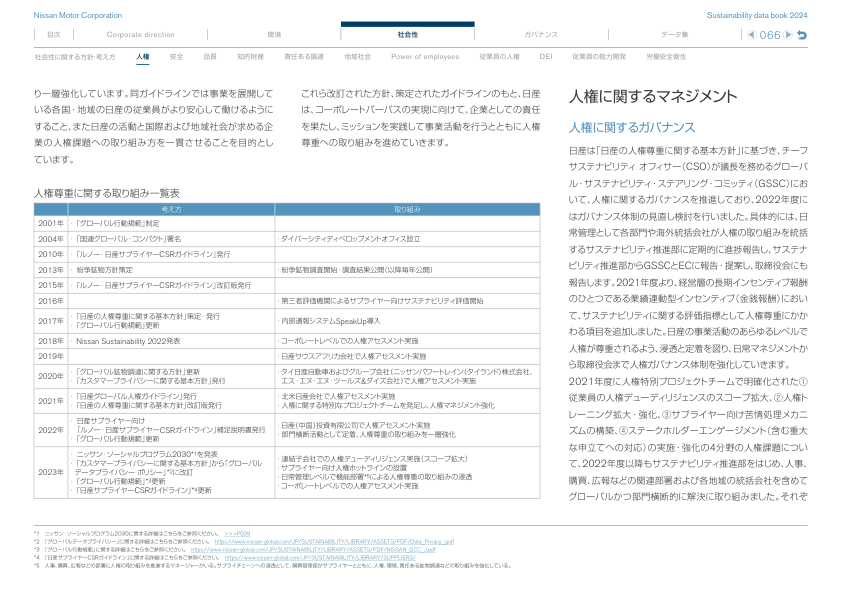 Nissan Motor Corporation
Sustainability data book 2024
目次
Corporate direction
環境
社会性
ガバナンス
データ集
066
社会性に関する方針・考え方
人権
安全
品質
知的財産
責任ある調達
地域社会
Power of employees
従業員の人権
DEI
従業員の能力開発
労働安全衛生
り一層強化しています。同ガイドラインでは事業を展開して
いる各国・地域の日産の従業員がより安心して働けるように
すること、また日産の活動と国際および地域社会が求める企
業の人権課題への取り組み方を一貫させることを目的とし
ています。
これら改訂された方針、策定されたガイドラインのもと、日産
は、コーポレートパーパスの実現に向けて、企業としての責任
を果たし、ミッションを実践して事業活動を行うとともに人権
尊重への取り組みを進めていきます。
人権尊重に関する取り組み一覧表
考え方
取り組み
2001年
・「グローバル行動規範」制定
2004年
・「国連グローバル・コンパクト」署名
・ダイバーシティディベロップメントオフィス設立
2010年
・「ルノー・日産サプライヤーCSRガイドライン」発行
2013年
・紛争鉱物方針策定
・紛争鉱物調査開始・調査結果公開（以降毎年公開）
2015年
・「ルノー・日産サプライヤーCSRガイドライン」改訂版発行
2016年
・第三者評価機関によるサプライヤー向けサステナビリティ評価開始
2017年
・「日産の人権尊重に関する基本方針」策定・発行
・「グローバル行動規範」更新
・内部通報システムSpeakUp導入
2018年
・Nissan Sustainability 2022発表
・コーポレートレベルでの人権アセスメント実施
2019年
・日産サウスアフリカ会社で人権アセスメント実施
2020年
・「グローバル鉱物調達に関する方針」更新
・「カスタマープライバシーに関する基本方針」発行
・タイ日産自動車およびグループ会社（ニッサンパワートレイン（タイランド）株式会社、
エス・エヌ・エヌ・ツールズ&ダイズ会社）で人権アセスメント実施
2021年
・「日産グローバル人権ガイドライン」発行
・「日産の人権尊重に関する基本方針」改訂版発行
・北米日産会社で人権アセスメント実施
・人権に関する特別なプロジェクトチームを発足し、人権マネジメント強化
2022年
・日産サプライヤー向け
「ルノー・日産サプライヤーCSRガイドライン」補足説明書発行
・「グローバル行動規範」更新
・日産（中国）投資有限公司で人権アセスメント実施
・部門横断活動として定着、人権尊重の取り組みを一層強化
2023年
・ニッサン・ソーシャルプログラム2030*1を発表
・「カスタマープライバシーに関する基本方針」から「グローバル
データプライバシー ポリシー」*2に改訂
・「グローバル行動規範」*3更新
・「日産サプライヤーCSRガイドライン」*4更新
・連結子会社での人権デューディリジェンス実施（スコープ拡大）
・サプライヤー向け人権ホットラインの設置
・日常管理レベルで機能部署*5による人権尊重の取り組みの浸透
・コーポレートレベルでの人権アセスメント実施
人権に関するマネジメント
人権に関するガバナンス
日産は「日産の人権尊重に関する基本方針」に基づき、チーフ
サステナビリティ オフィサー（CSO）が議長を務めるグローバ
ル・サステナビリティ・ステアリング・コミッティ（GSSC）にお
いて、人権に関するガバナンスを推進しており、2022年度に
はガバナンス体制の見直し検討を行いました。具体的には、日
常管理として各部門や海外統括会社が人権の取り組みを統括
するサステナビリティ推進部に定期的に進捗報告し、サステナ
ビリティ推進部からGSSCとECに報告・提案し、取締役会にも
報告します。2021年度より、経営層の長期インセンティブ報酬
のひとつである業績連動型インセンティブ（金銭報酬）におい
て、サステナビリティに関する評価指標として人権尊重にかか
わる項目を追加しました。日産の事業活動のあらゆるレベルで
人権が尊重されるよう、浸透と定着を図り、日常マネジメントか
ら取締役会まで人権ガバナンス体制を強化していきます。
2021年度に人権特別プロジェクトチームで明確化された①
従業員の人権デューディリジェンスのスコープ拡大、②人権ト
レーニング拡大・強化、③サプライヤー向け苦情処理メカニ
ズムの構築、④ステークホルダーエンゲージメント（含む重大
な申立てへの対応）の実施・強化の4分野の人権課題につい
て、2022年度以降もサステナビリティ推進部をはじめ、人事、
購買、広報などの関連部署および各地域の統括会社を含めて
グローバルかつ部門横断的に解決に取り組みました。それぞ
*1 ニッサン・ソーシャルプログラム2030に関する詳細はこちらをご参照ください。 >>>P009
*2 「グローバルデータプライバシー」に関する詳細はこちらをご参照ください。 https://www.nissan-global.com/JP/SUSTAINABILITY/LIBRARY/ASSETS/PDF/Data_Privacy_j.pdf
*3 「グローバル行動規範」に関する詳細はこちらをご参照ください。 https://www.nissan-global.com/JP/SUSTAINABILITY/LIBRARY/ASSETS/PDF/NISSAN_GCC_J.pdf
*4 「日産サプライヤーCSRガイドライン」に関する詳細はこちらをご参照ください。 https://www.nissan-global.com/JP/SUSTAINABILITY/LIBRARY/SUPPLIERS/
*5 人事、購買、広報などの部署に人権の取り組みを推進するマネージャーがいる。サプライチェーンへの浸透として、購買管理部がサプライヤーとともに、人権、環境、責任ある鉱物調達などの取り組みを強化している。